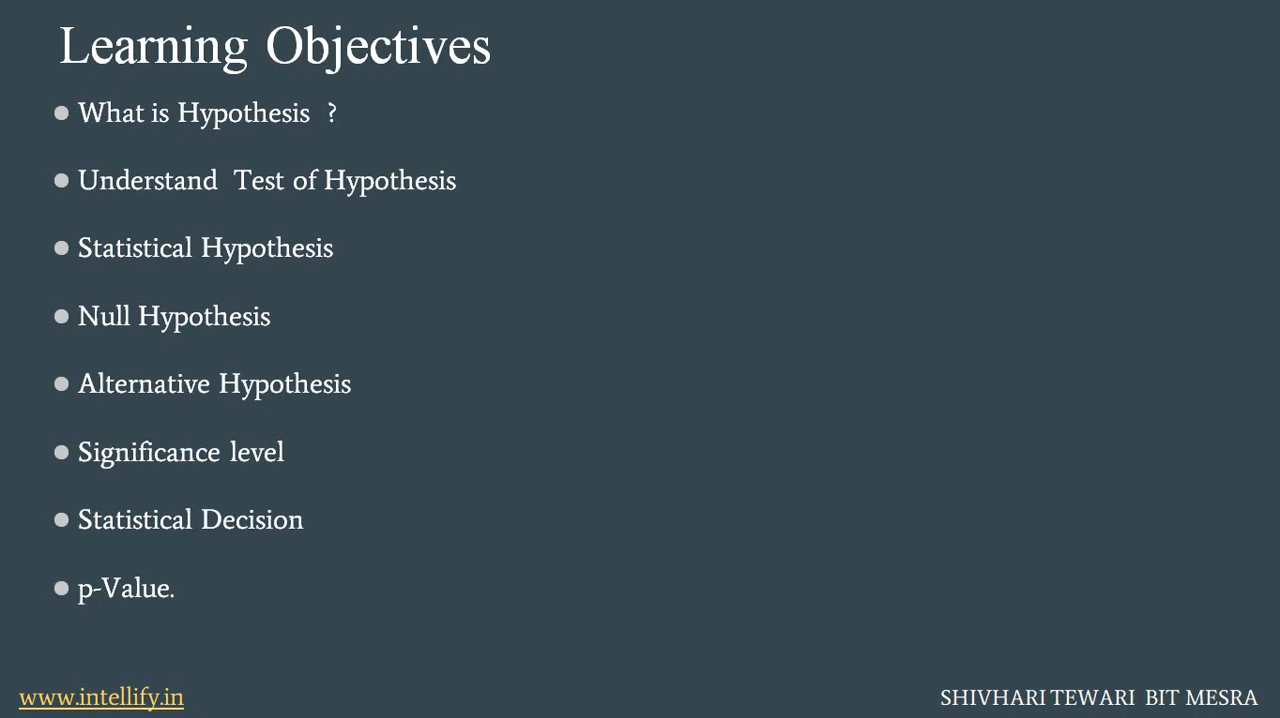 Learning Objectives
What is Hypothesis ?
Understand Test of Hypothesis
Statistical Hypothesis
Null Hypothesis
Alternative Hypothesis
Significance level
Statistical Decision
p-Value.
www.intellify.in
SHIVHARI TEWARI BIT MESRA